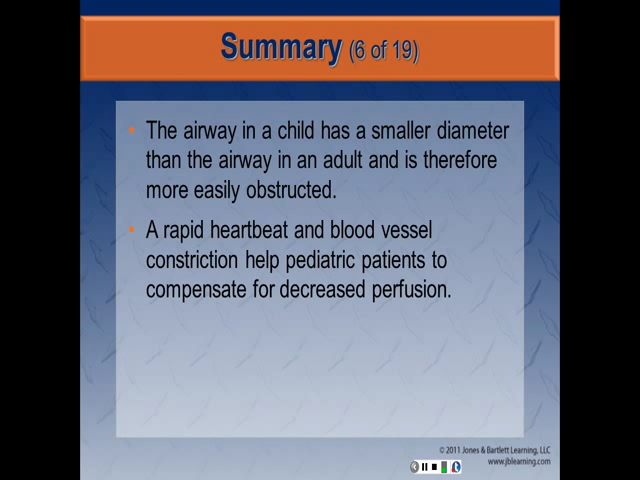 Summary (6 of 19)
• The airway in a child has a smaller diameter
than the airway in an adult and is therefore
more easily obstructed.
• A rapid heartbeat and blood vessel
constriction help pediatric patients to
compensate for decreased perfusion.
© 2011 Jones & Bartlett Learning, LLC
www.jblearning.com